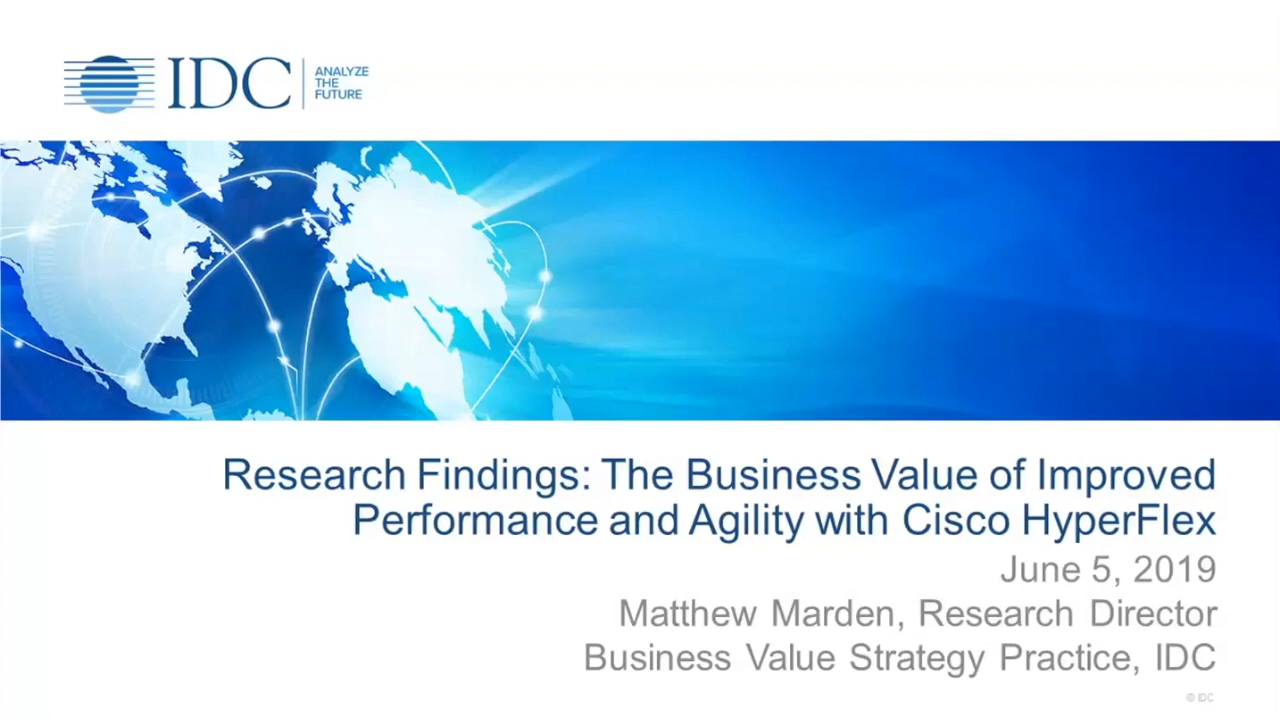 IDC
ANALYZE
THE
FUTURE
Research Findings: The Business Value of Improved
Performance and Agility with Cisco HyperFlex
June 5, 2019
Matthew Marden, Research Director
Business Value Strategy Practice, IDC
© IDC